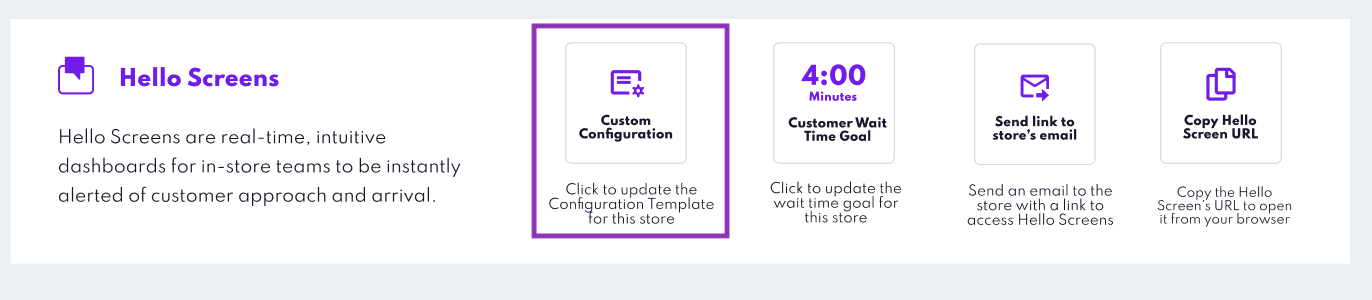 Hello Screens
Hello Screens are real-time, intuitive
dashboards for in-store teams to be instantly
alerted of customer approach and arrival.
Custom
Configuration
Click to update the
Configuration Template
for this store
4:00
Minutes
Customer Wait
Time Goal
Click to update the
wait time goal for
this store
Send link to
store's email
Send an email to the
store with a link to
access Hello Screens
Copy Hello
Screen URL
Copy the Hello
Screen's URL to open
it from your browser